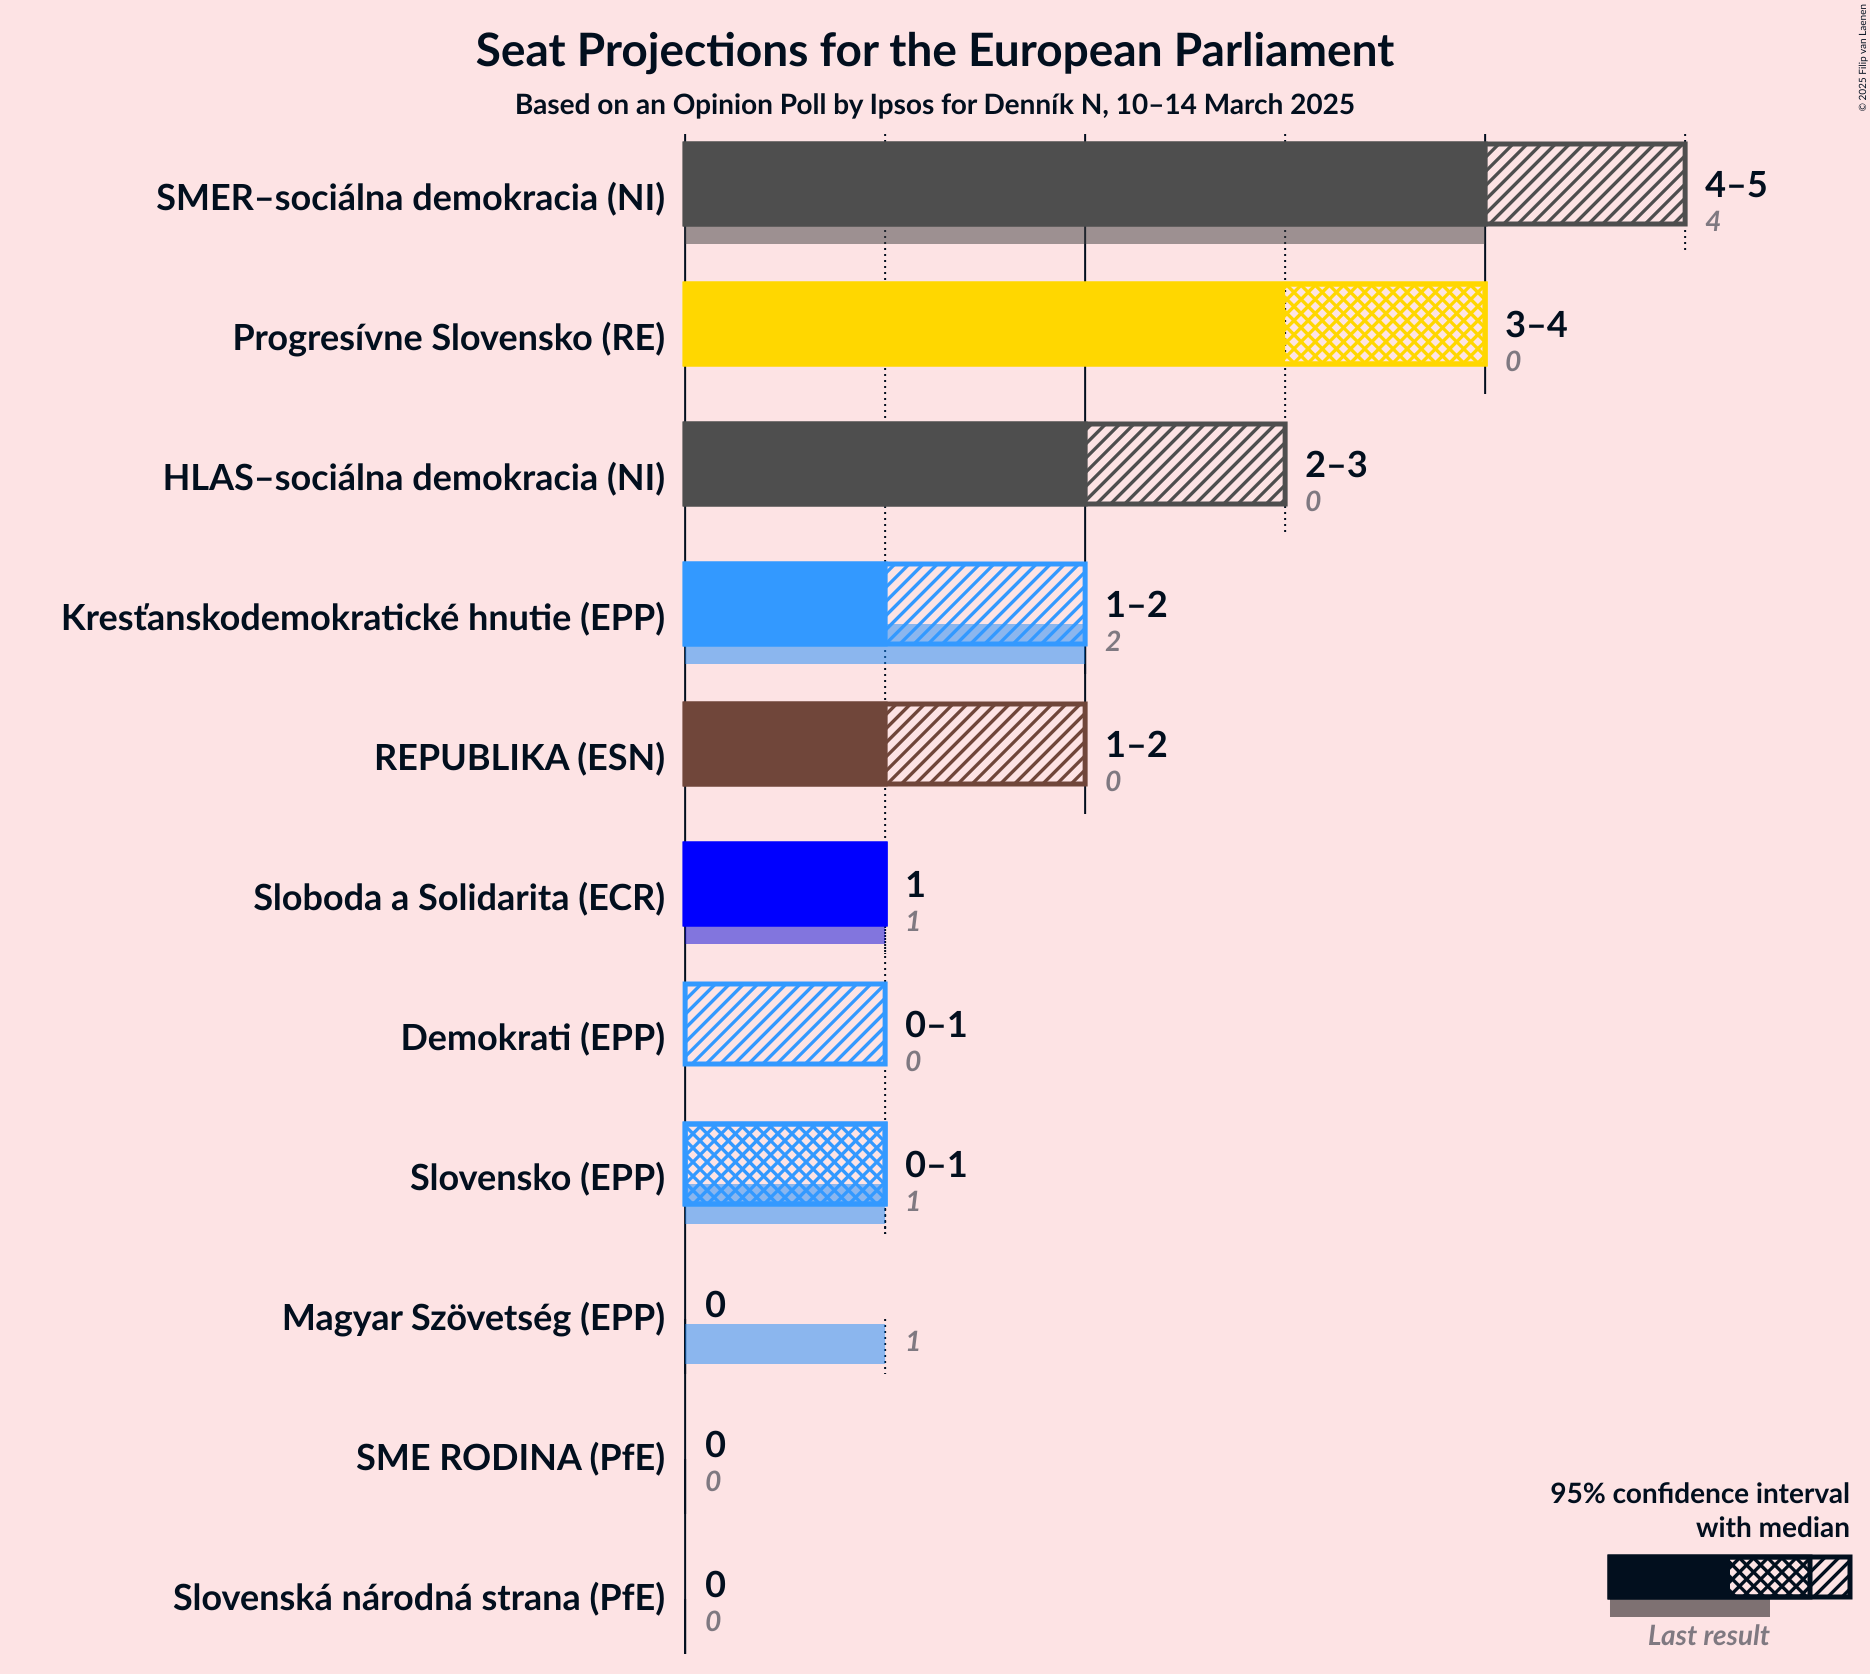 Seat Projections for the European Parliament
Based on an Opinion Poll by Ipsos for Denník N, 10–14 March 2025
© 2025 Filip van Laenen
SMER–sociálna demokracia (NI)
4–5
4
Progresívne Slovensko (RE)
3–4
0
HLAS–sociálna demokracia (NI)
2–3
0
Kresťanskodemokratické hnutie (EPP)
1–2
2
REPUBLIKA (ESN)
1–2
0
Sloboda a Solidarita (ECR)
1
1
Demokrati (EPP)
0–1
0
Slovensko (EPP)
0–1
1
Magyar Szövetség (EPP)
0
1
SME RODINA (PfE)
0
0
Slovenská národná strana (PfE)
0
0
95% confidence interval
with median
Last result